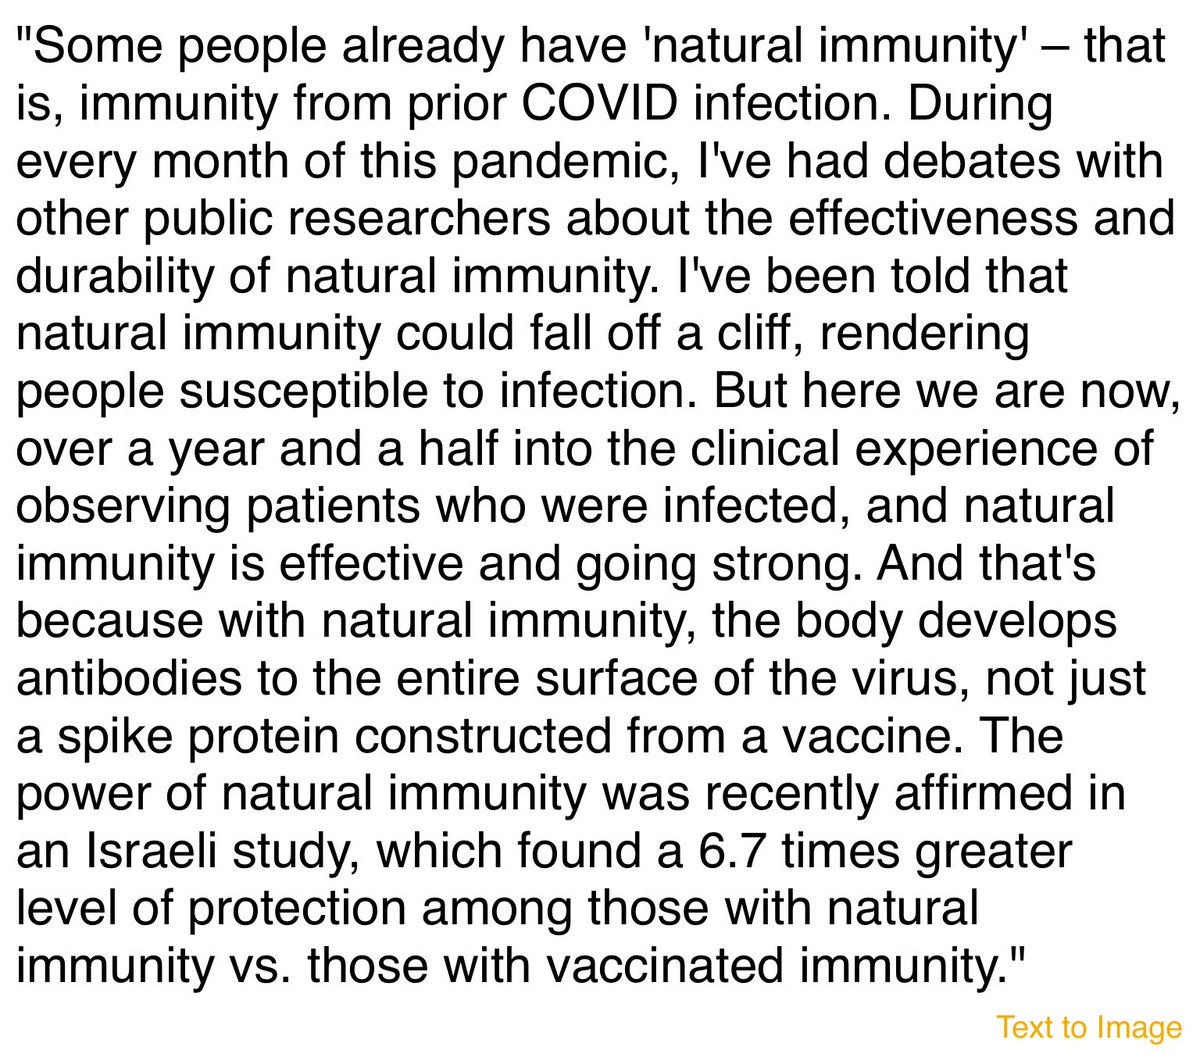 "Some people already have 'natural immunity' – that
is, immunity from prior COVID infection. During
every month of this pandemic, I've had debates with
other public researchers about the effectiveness and
durability of natural immunity. I've been told that
natural immunity could fall off a cliff, rendering
people susceptible to infection. But here we are now,
over a year and a half into the clinical experience of
observing patients who were infected, and natural
immunity is effective and going strong. And that's
because with natural immunity, the body develops
antibodies to the entire surface of the virus, not just
a spike protein constructed from a vaccine. The
power of natural immunity was recently affirmed in
an Israeli study, which found a 6.7 times greater
level of protection among those with natural
immunity vs. those with vaccinated immunity."
Text to Image